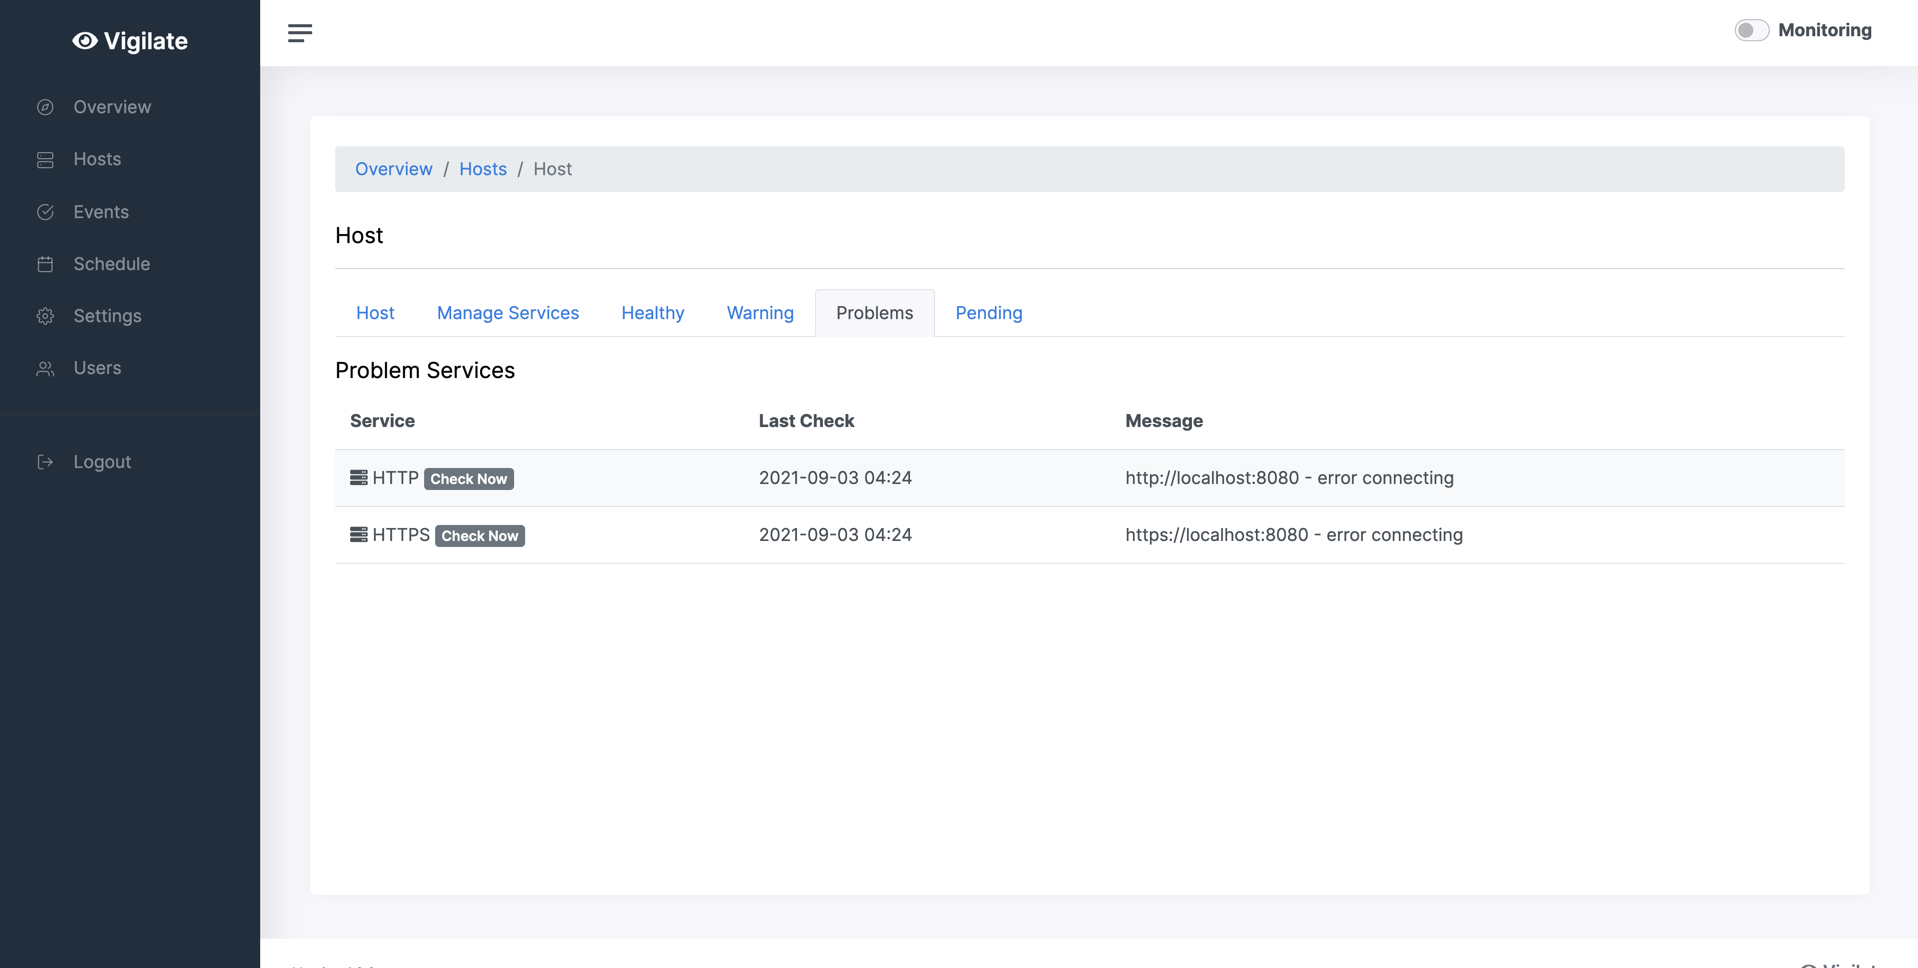 Vigilate
Monitoring
Overview
Hosts
Events
Schedule
Settings
Users
Logout
Overview / Hosts / Host
Host
Host Manage Services Healthy Warning Problems Pending
Problem Services
Service Last Check Message
HTTP Check Now 2021-09-03 04:24 http://localhost:8080 - error connecting
HTTPS Check Now 2021-09-03 04:24 https://localhost:8080 - error connecting